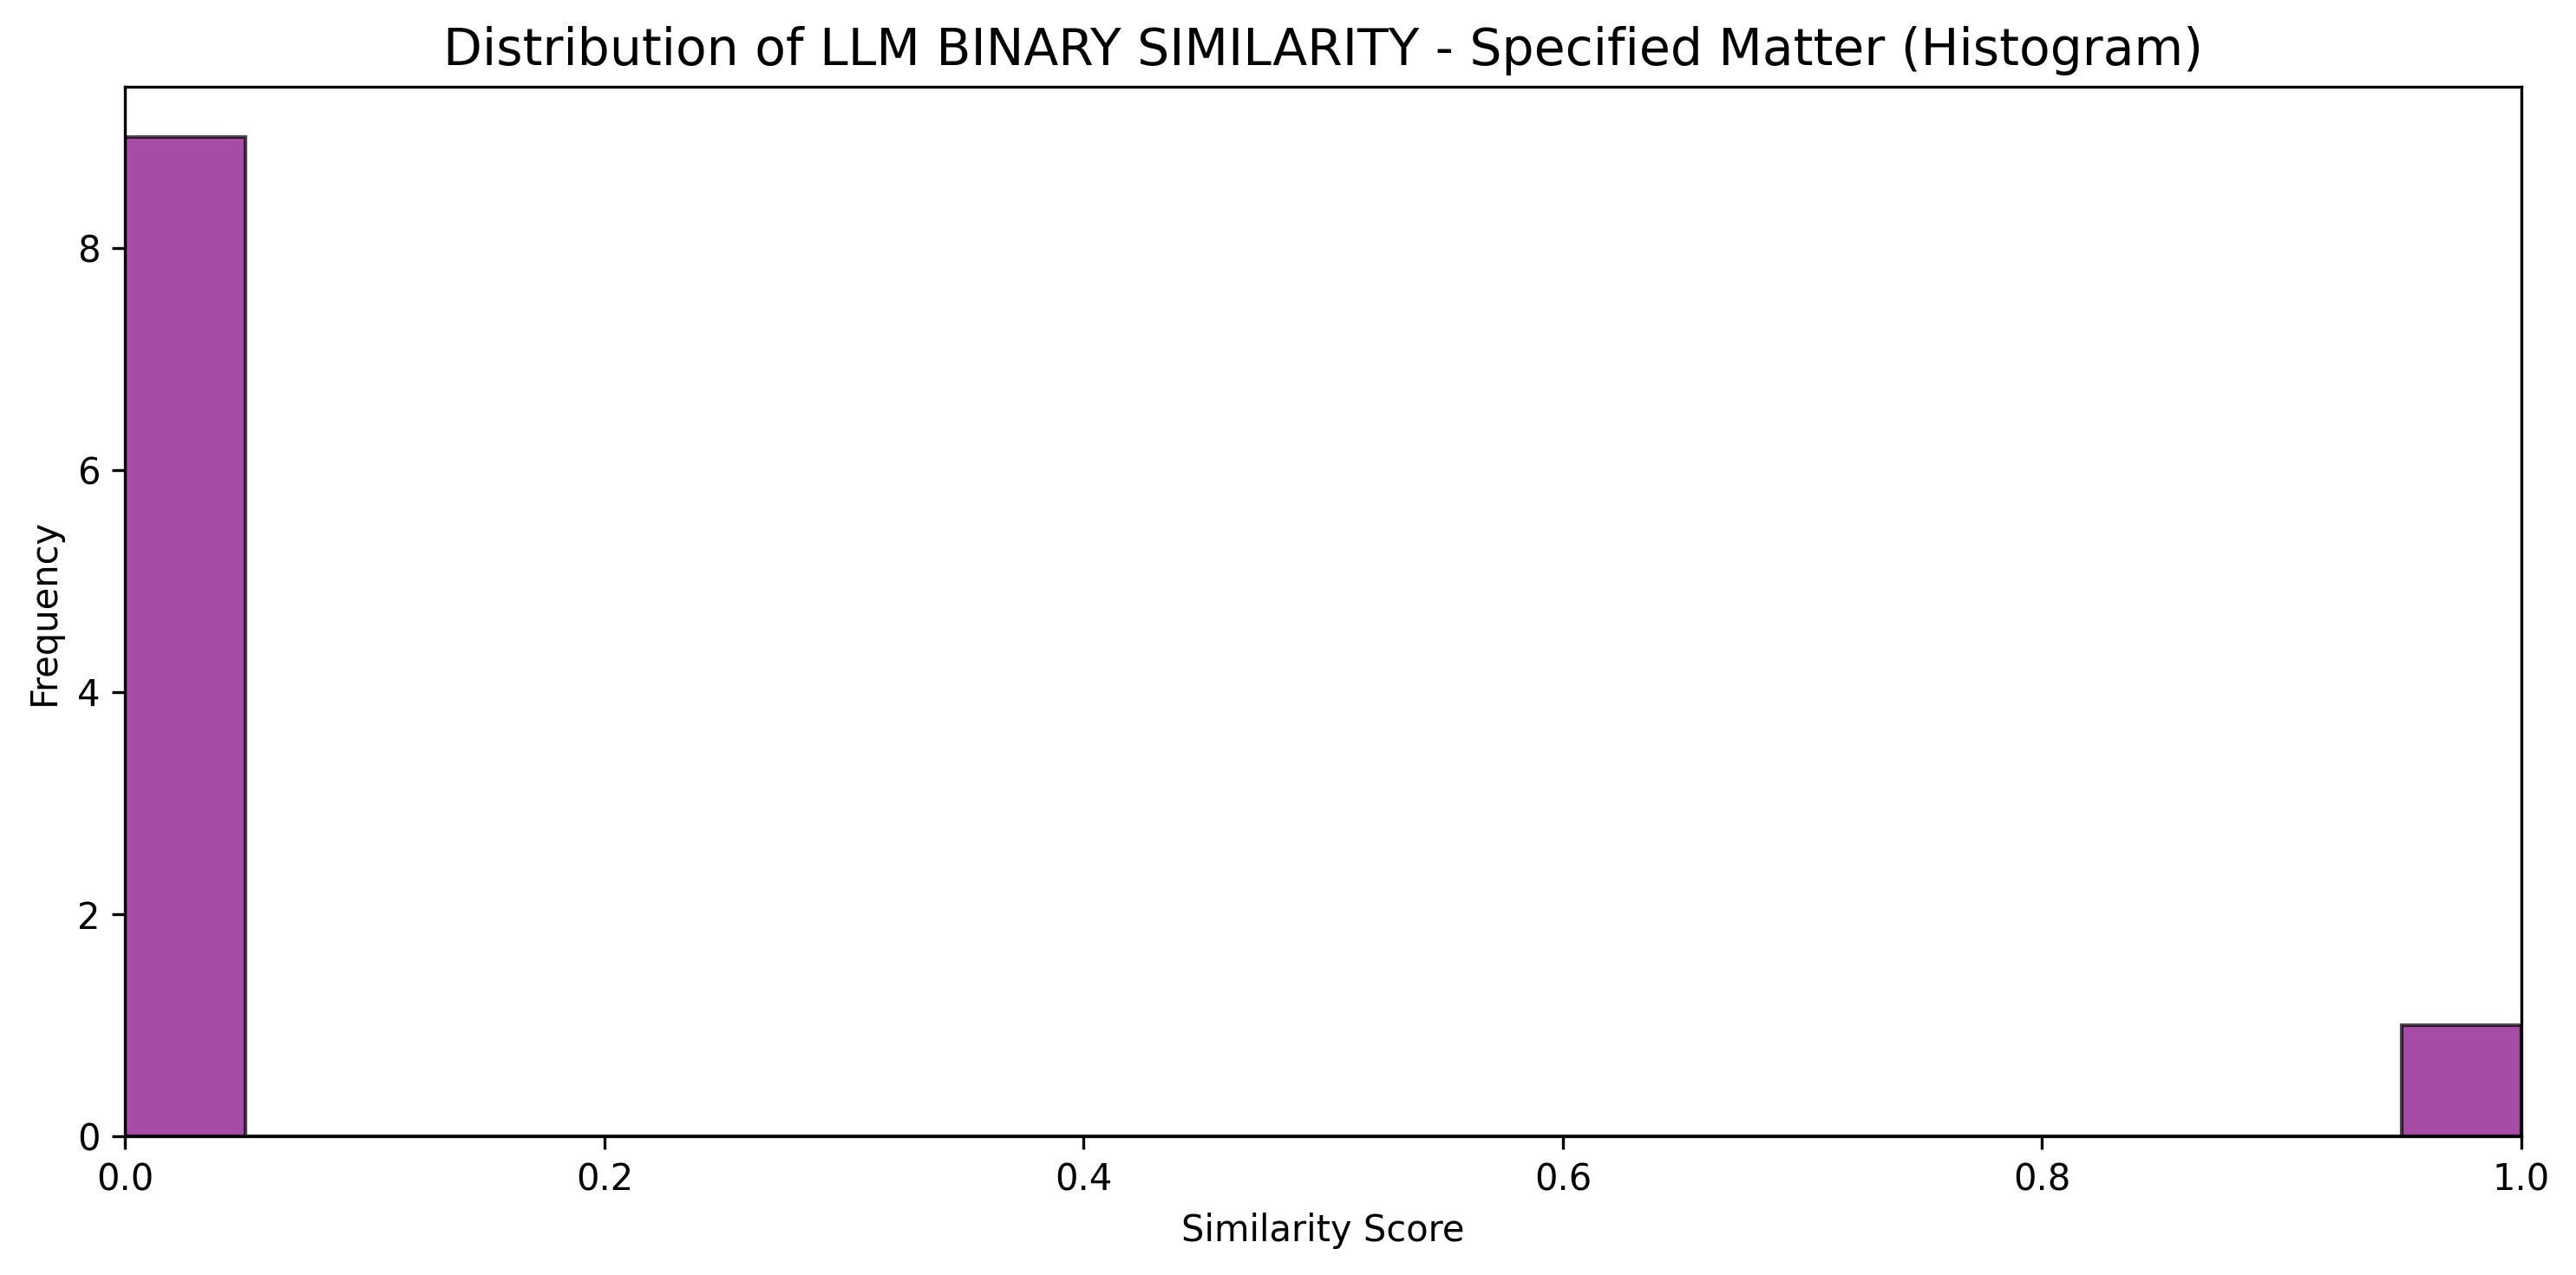 Distribution of LLM BINARY SIMILARITY - Specified Matter (Histogram)
8
6
4
2
0
Frequency
0.0 0.2 0.4 0.6 0.8 1.0
Similarity Score